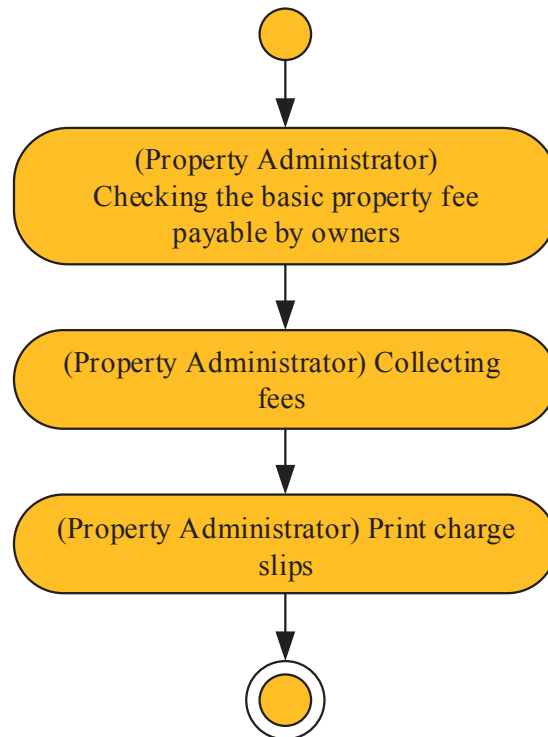 (Property Administrator)
Checking the basic property fee
payable by owners
(Property Administrator) Collecting
fees
(Property Administrator) Print charge
slips